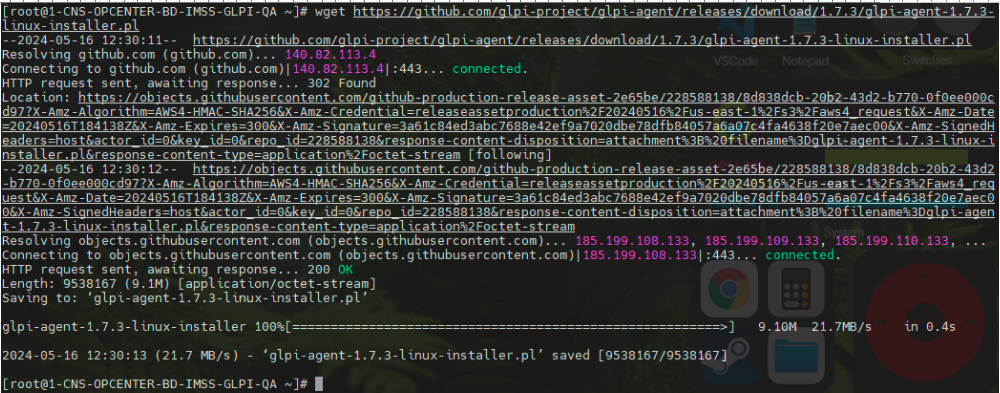 [root@1-CNS-OPCENTER-BD-IMSS-GLPI-QA ~]# wget https://github.com/glpi-project/glpi-agent/releases/download/1.7.3/glpi-agent-1.7.3-
linux-installer.pl
--2024-05-16 12:30:11--  https://github.com/glpi-project/glpi-agent/releases/download/1.7.3/glpi-agent-1.7.3-linux-installer.pl
Resolving github.com (github.com)... 140.82.113.4
Connecting to github.com (github.com)|140.82.113.4|:443... connected.
HTTP request sent, awaiting response... 302 Found
Location: https://objects.githubusercontent.com/github-production-release-asset-2e65be/228588138/8d838dcb-20b2-43d2-b770-0f0ee000c
cd97?X-Amz-Algorithm=AWS4-HMAC-SHA256&X-Amz-Credential=releaseassetproduction%2F20240516%2Fus-east-1%2Fs3%2Faws4_request&X-Amz-Date
=20240516T184138Z&X-Amz-Expires=300&X-Amz-Signature=3a61c84ed3abc7688e42ef9a7020dbe78dfb84057a6a07c4fa4638f20e7aec00&X-Amz-SignedH
eaders=host&actor_id=0&key_id=0&repo_id=228588138&response-content-disposition=attachment%3B%20filename%3Dglpi-agent-1.7.3-linux-i
nstaller.pl&response-content-type=application%2Foctet-stream [following]
--2024-05-16 12:30:12--  https://objects.githubusercontent.com/github-production-release-asset-2e65be/228588138/8d838dcb-20b2-43d2
-b770-0f0ee000ccd97?X-Amz-Algorithm=AWS4-HMAC-SHA256&X-Amz-Credential=releaseassetproduction%2F20240516%2Fus-east-1%2Fs3%2Faws4_req
uest&X-Amz-Date=20240516T184138Z&X-Amz-Expires=300&X-Amz-Signature=3a61c84ed3abc7688e42ef9a7020dbe78dfb84057a6a07c4fa4638f20e7aec0
0&X-Amz-SignedHeaders=host&actor_id=0&key_id=0&repo_id=228588138&response-content-disposition=attachment%3B%20filename%3Dglpi-agen
t-1.7.3-linux-installer.pl&response-content-type=application%2Foctet-stream
Resolving objects.githubusercontent.com (objects.githubusercontent.com)... 185.199.108.133, 185.199.109.133, 185.199.110.133, ...
Connecting to objects.githubusercontent.com (objects.githubusercontent.com)|185.199.108.133|:443... connected.
HTTP request sent, awaiting response... 200 OK
Length: 9538167 (9.1M) [application/octet-stream]
Saving to: ‘glpi-agent-1.7.3-linux-installer.pl’
glpi-agent-1.7.3-linux-installer 100%[========================================================>]   9.10M  21.7MB/s    in 0.4s
2024-05-16 12:30:13 (21.7 MB/s) - ‘glpi-agent-1.7.3-linux-installer.pl’ saved [9538167/9538167]
[root@1-CNS-OPCENTER-BD-IMSS-GLPI-QA ~]#
VSCode
Notepad
Switches
System